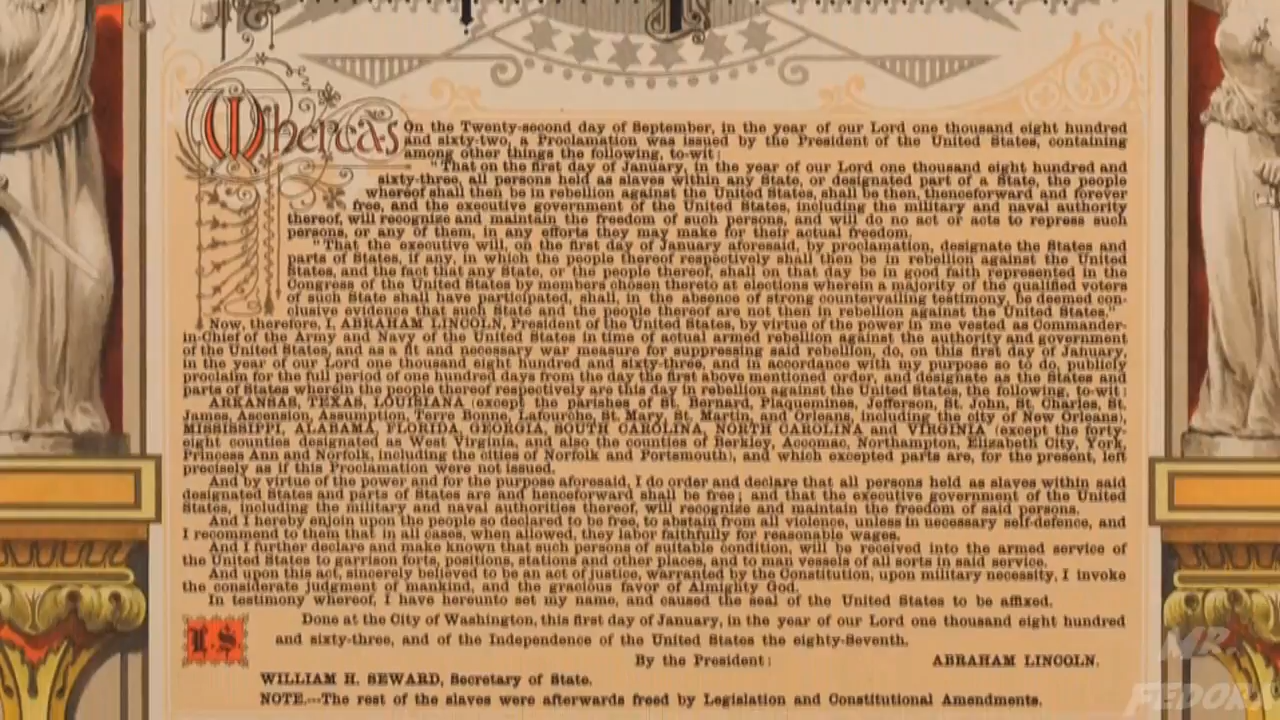 Whereas On the Twenty-second day of September, in the year of our Lord one thousand eight hundred
and sixty-two, a Proclamation was issued by the President of the United States, containing
among other things the following, to-wit:
"That on the first day of January, in the year of our Lord one thousand eight hundred and
sixty-three, all persons held as slaves within any State, or designated part of a State, the people
whereof shall then be in rebellion against the United States, shall be then, thenceforward and forever
free, and the executive government of the United States, including the military and naval authority
thereof, will recognize and maintain the freedom of such persons, and will do no act or acts to repress such
persons, or any of them, in any efforts they may make for their actual freedom.
"That the executive will, on the first day of January aforesaid, by proclamation, designate the States and
parts of States, if any, in which the people thereof respectively shall then be in rebellion against the United
States, and the fact that any State, or the people thereof, shall on that day be in good faith represented in the
Congress of the United States by members chosen thereto at elections wherein a majority of the qualified voters
of such State shall have participated, shall, in the absence of strong countervailing testimony, be deemed con-
clusive evidence that such State and the people thereof are not then in rebellion against the United States."
Now, therefore, I, ABRAHAM LINCOLN, President of the United States, by virtue of the power in me vested as Commander-
in-Chief of the Army and Navy of the United States in time of actual armed rebellion against the authority and government
of the United States, and as a fit and necessary war measure for suppressing said rebellion, do, on this first day of January,
in the year of our Lord one thousand eight hundred and sixty-three, and in accordance with my purpose so to do, publicly
proclaim for the full period of one hundred days from the day the first above mentioned order, and designate as the States and
parts of States wherein the people thereof respectively are this day in rebellion against the United States, the following, to-wit:
ARKANSAS, TEXAS, LOUISIANA (except the parishes of St. Bernard, Plaquemines, Jefferson, St. John, St. Charles, St.
James, Ascension, Assumption, Terre Bonne, Lafourche, St. Mary, St. Martin, and Orleans, including the city of New Orleans),
MISSISSIPPI, ALABAMA, FLORIDA, GEORGIA, SOUTH CAROLINA, NORTH CAROLINA and VIRGINIA (except the forty-
eight counties designated as West Virginia, and also the counties of Berkley, Accomac, Northampton, Elizabeth City, York,
Princess Ann and Norfolk, including the cities of Norfolk and Portsmouth), and which excepted parts are, for the present, left
precisely as if this Proclamation were not issued.
And by virtue of the power and for the purpose aforesaid, I do order and declare that all persons held as slaves within said
designated States and parts of States are and henceforward shall be free; and that the executive government of the United
States, including the military and naval authorities thereof, will recognize and maintain the freedom of said persons.
And I hereby enjoin upon the people so declared to be free, to abstain from all violence, unless in necessary self-defence, and
I recommend to them that in all cases, when allowed, they labor faithfully for reasonable wages.
And I further declare and make known that such persons of suitable condition, will be received into the armed service of
the United States to garrison forts, positions, stations and other places, and to man vessels of all sorts in said service.
And upon this act, sincerely believed to be an act of justice, warranted by the Constitution, upon military necessity, I invoke
the considerate judgment of mankind, and the gracious favor of Almighty God.
In testimony whereof, I have hereunto set my name, and caused the seal of the United States to be affixed.
L.S. Done at the City of Washington, this first day of January, in the year of our Lord one thousand eight hundred
and sixty-three, and of the Independence of the United States the eighty-Seventh.
By the President: ABRAHAM LINCOLN.
WILLIAM H. SEWARD, Secretary of State.
NOTE.--The rest of the slaves were afterwards freed by Legislation and Constitutional Amendments.
MR.